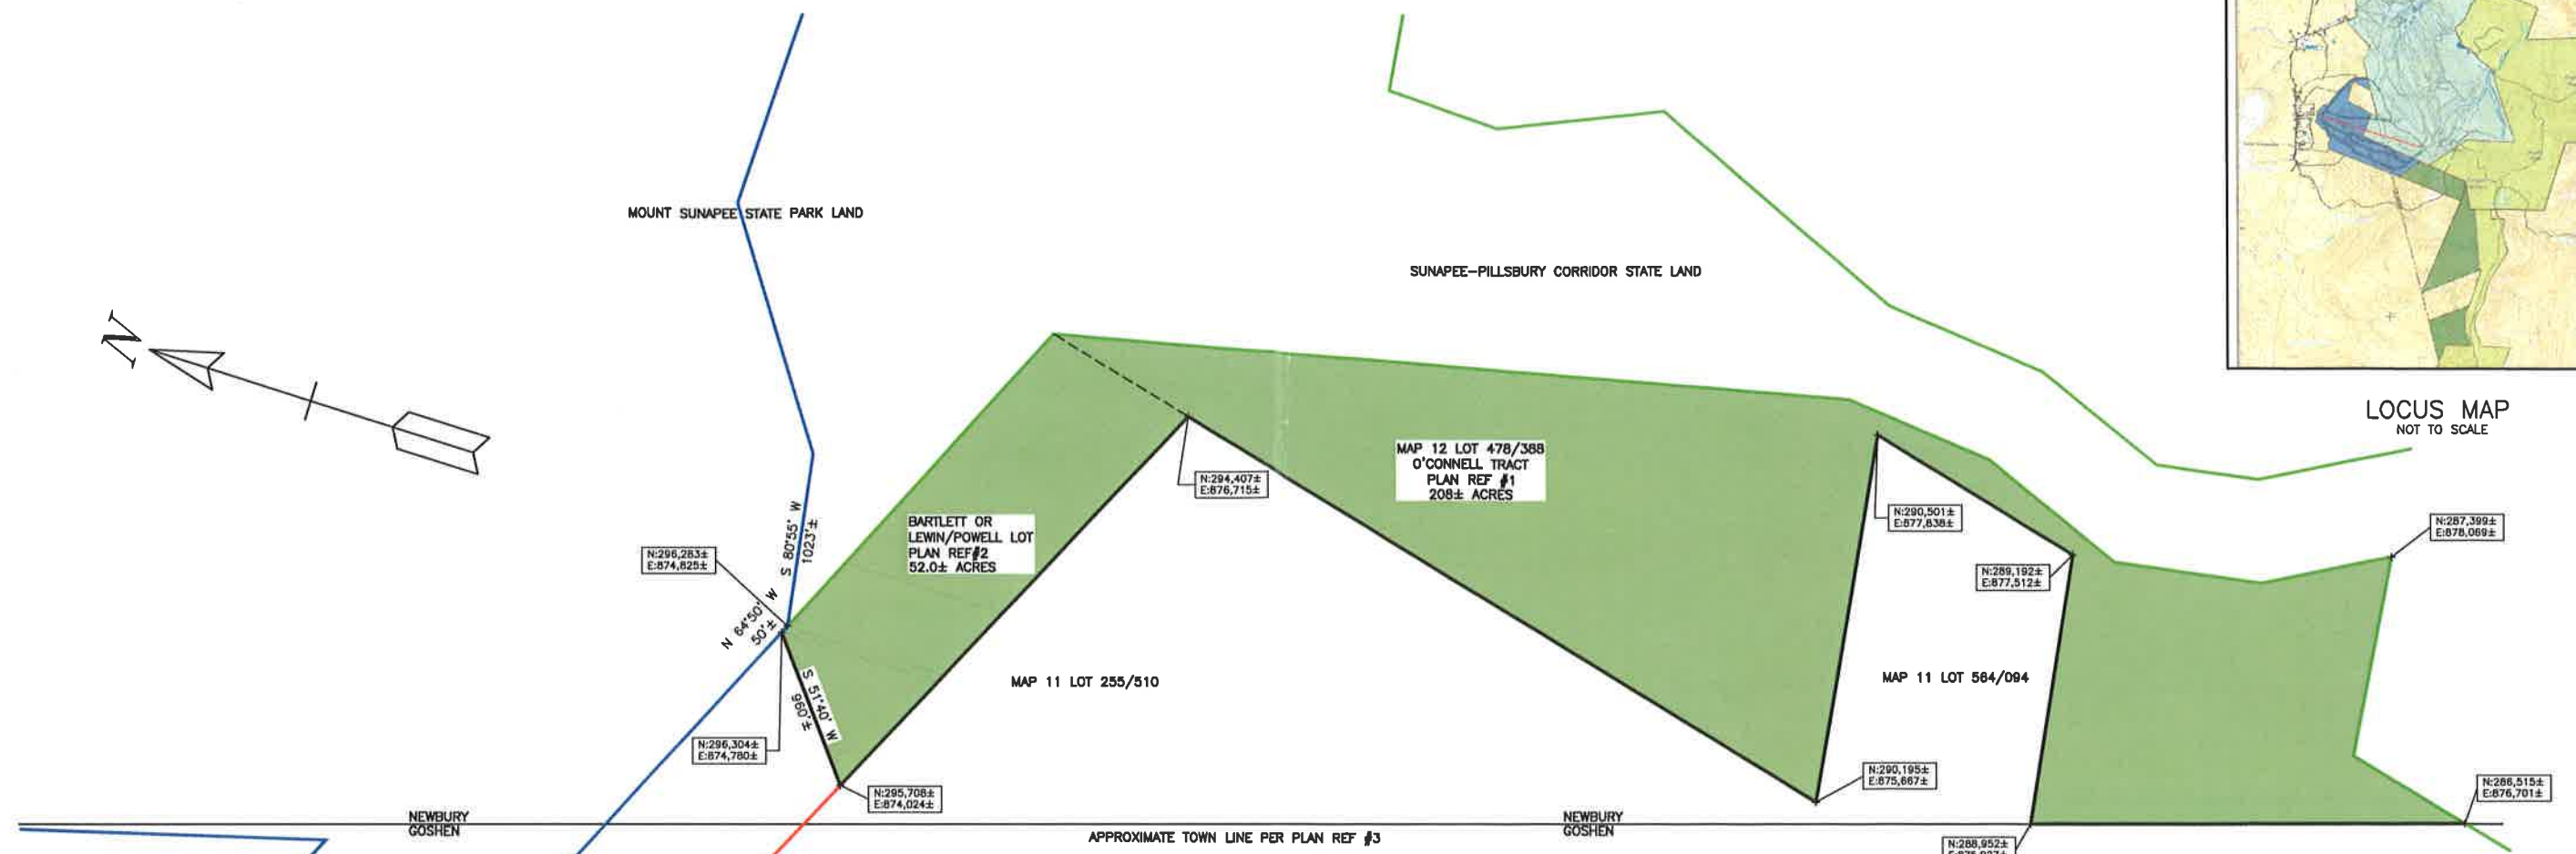 MOUNT SUNAPEE STATE PARK LAND
SUNAPEE-PILLSBURY CORRIDOR STATE LAND
N
LOCUS MAP
NOT TO SCALE
MAP 12 LOT 478/388
O'CONNELL TRACT
PLAN REF #1
208± ACRES
N:294,407±
E:876,715±
BARTLETT OR
LEWIN/POWELL LOT
PLAN REF#2
52.0± ACRES
S 80°55' W
1023'±
N:296,283±
E:874,825±
N 64°50' W
50'±
N:290,501±
E:877,838±
N:287,399±
E:878,069±
N:289,192±
E:877,512±
MAP 11 LOT 255/510
MAP 11 LOT 564/094
S 51°40' W
960'±
N:296,304±
E:874,780±
N:295,708±
E:874,024±
N:290,195±
E:875,667±
N:286,515±
E:876,701±
NEWBURY
GOSHEN
NEWBURY
GOSHEN
APPROXIMATE TOWN LINE PER PLAN REF #3
N:288,952±